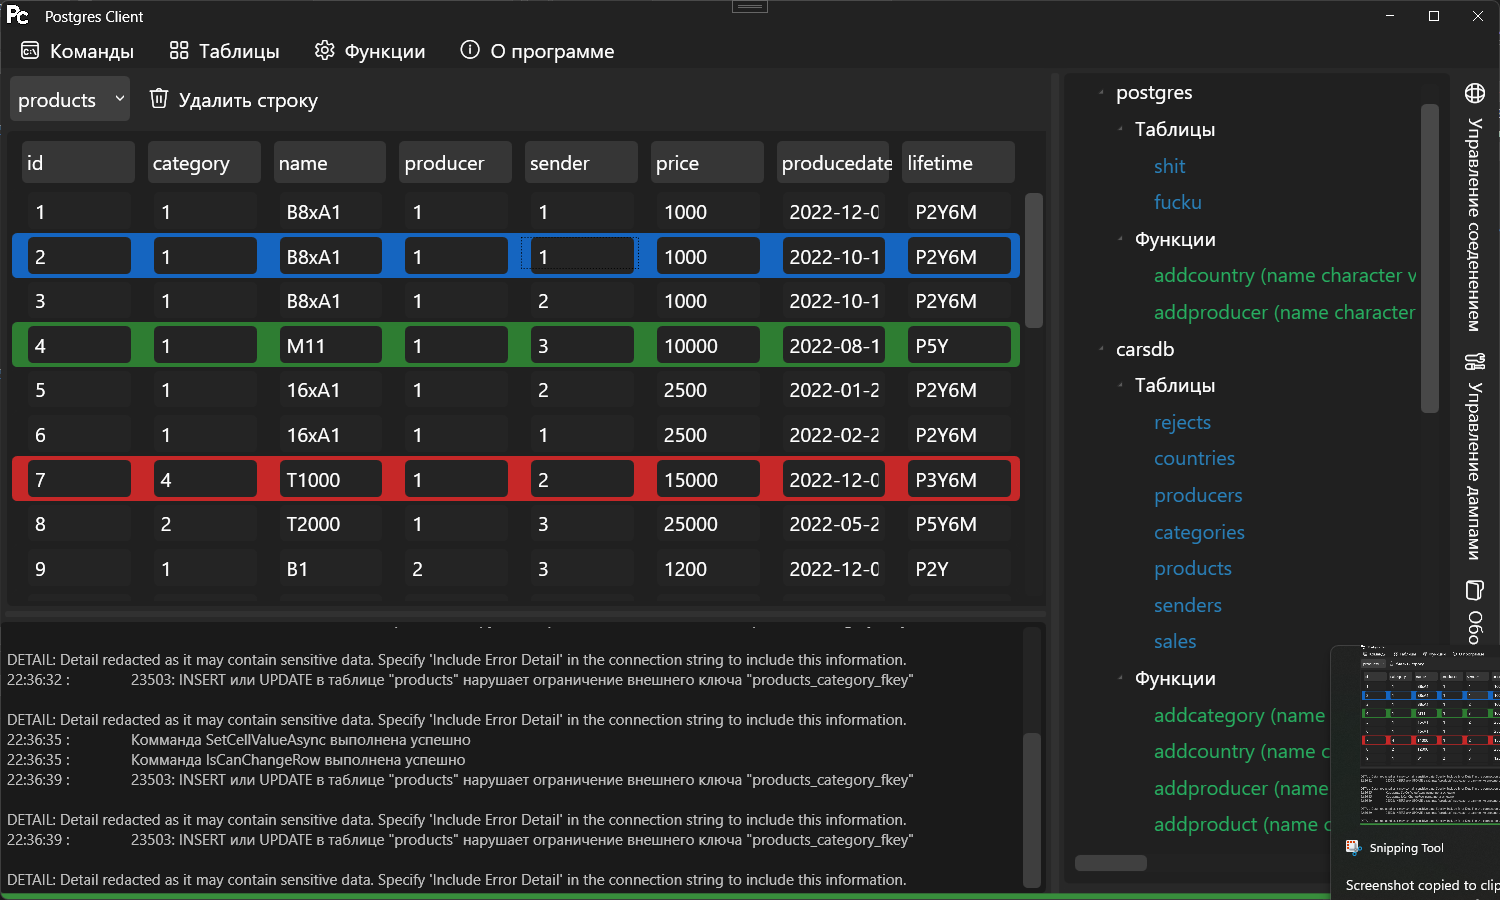 Pc Postgres Client
Команды Таблицы Функции О программе
products Удалить строку
id category name producer sender price producedate lifetime
1 1 B8xA1 1 1 1000 2022-12-0 P2Y6M
2 1 B8xA1 1 1 1000 2022-10-1 P2Y6M
3 1 B8xA1 1 2 1000 2022-10-1 P2Y6M
4 1 M11 1 3 10000 2022-08-1 P5Y
5 1 16xA1 1 2 2500 2022-01-2 P2Y6M
6 1 16xA1 1 1 2500 2022-02-2 P2Y6M
7 4 T1000 1 2 15000 2022-12-0 P3Y6M
8 2 T2000 1 3 25000 2022-05-2 P5Y6M
9 1 B1 2 3 1200 2022-12-0 P2Y
DETAIL: Detail redacted as it may contain sensitive data. Specify 'Include Error Detail' in the connection string to include this information.
22:36:32 : 23503: INSERT или UPDATE в таблице "products" нарушает ограничение внешнего ключа "products_category_fkey"
DETAIL: Detail redacted as it may contain sensitive data. Specify 'Include Error Detail' in the connection string to include this information.
22:36:35 : Комманда SetCellValueAsync выполнена успешно
22:36:35 : Комманда IsCanChangeRow выполнена успешно
22:36:39 : 23503: INSERT или UPDATE в таблице "products" нарушает ограничение внешнего ключа "products_category_fkey"
DETAIL: Detail redacted as it may contain sensitive data. Specify 'Include Error Detail' in the connection string to include this information.
22:36:39 : 23503: INSERT или UPDATE в таблице "products" нарушает ограничение внешнего ключа "products_category_fkey"
DETAIL: Detail redacted as it may contain sensitive data. Specify 'Include Error Detail' in the connection string to include this information.
postgres
Таблицы
shit
fucku
Функции
addcountry (name character v
addproducer (name character
carsdb
Таблицы
rejects
countries
producers
categories
products
senders
sales
Функции
addcategory (name
addcountry (name c
addproducer (name
addproduct (name c
Управление соеденением
Управление дампами
Обо
Snipping Tool
Screenshot copied to clip